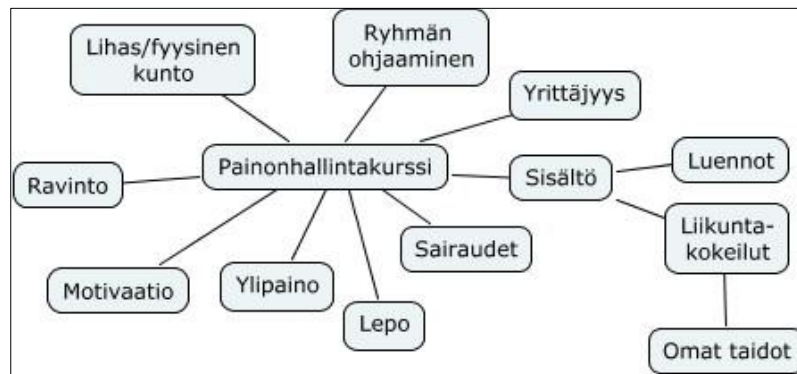 Lihas/fyysinen
kunto
Ryhmän
ohjaaminen
Yrittäjyys
Painonhallintakurssi
Ravinto
Sisältö
Luennot
Liikunta-
kokeilut
Sairaudet
Motivaatio
Ylipaino
Lepo
Omat taidot